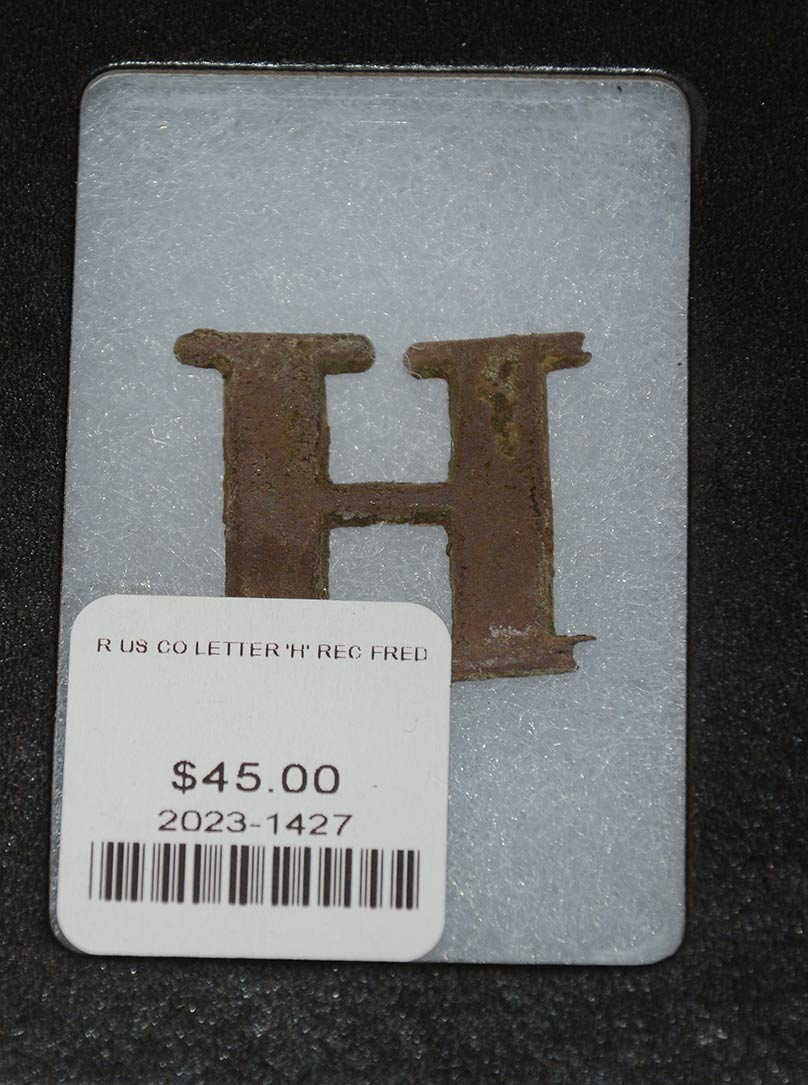 H
R US CO LETTER 'H' REC FRED
$45.00
2023-1427